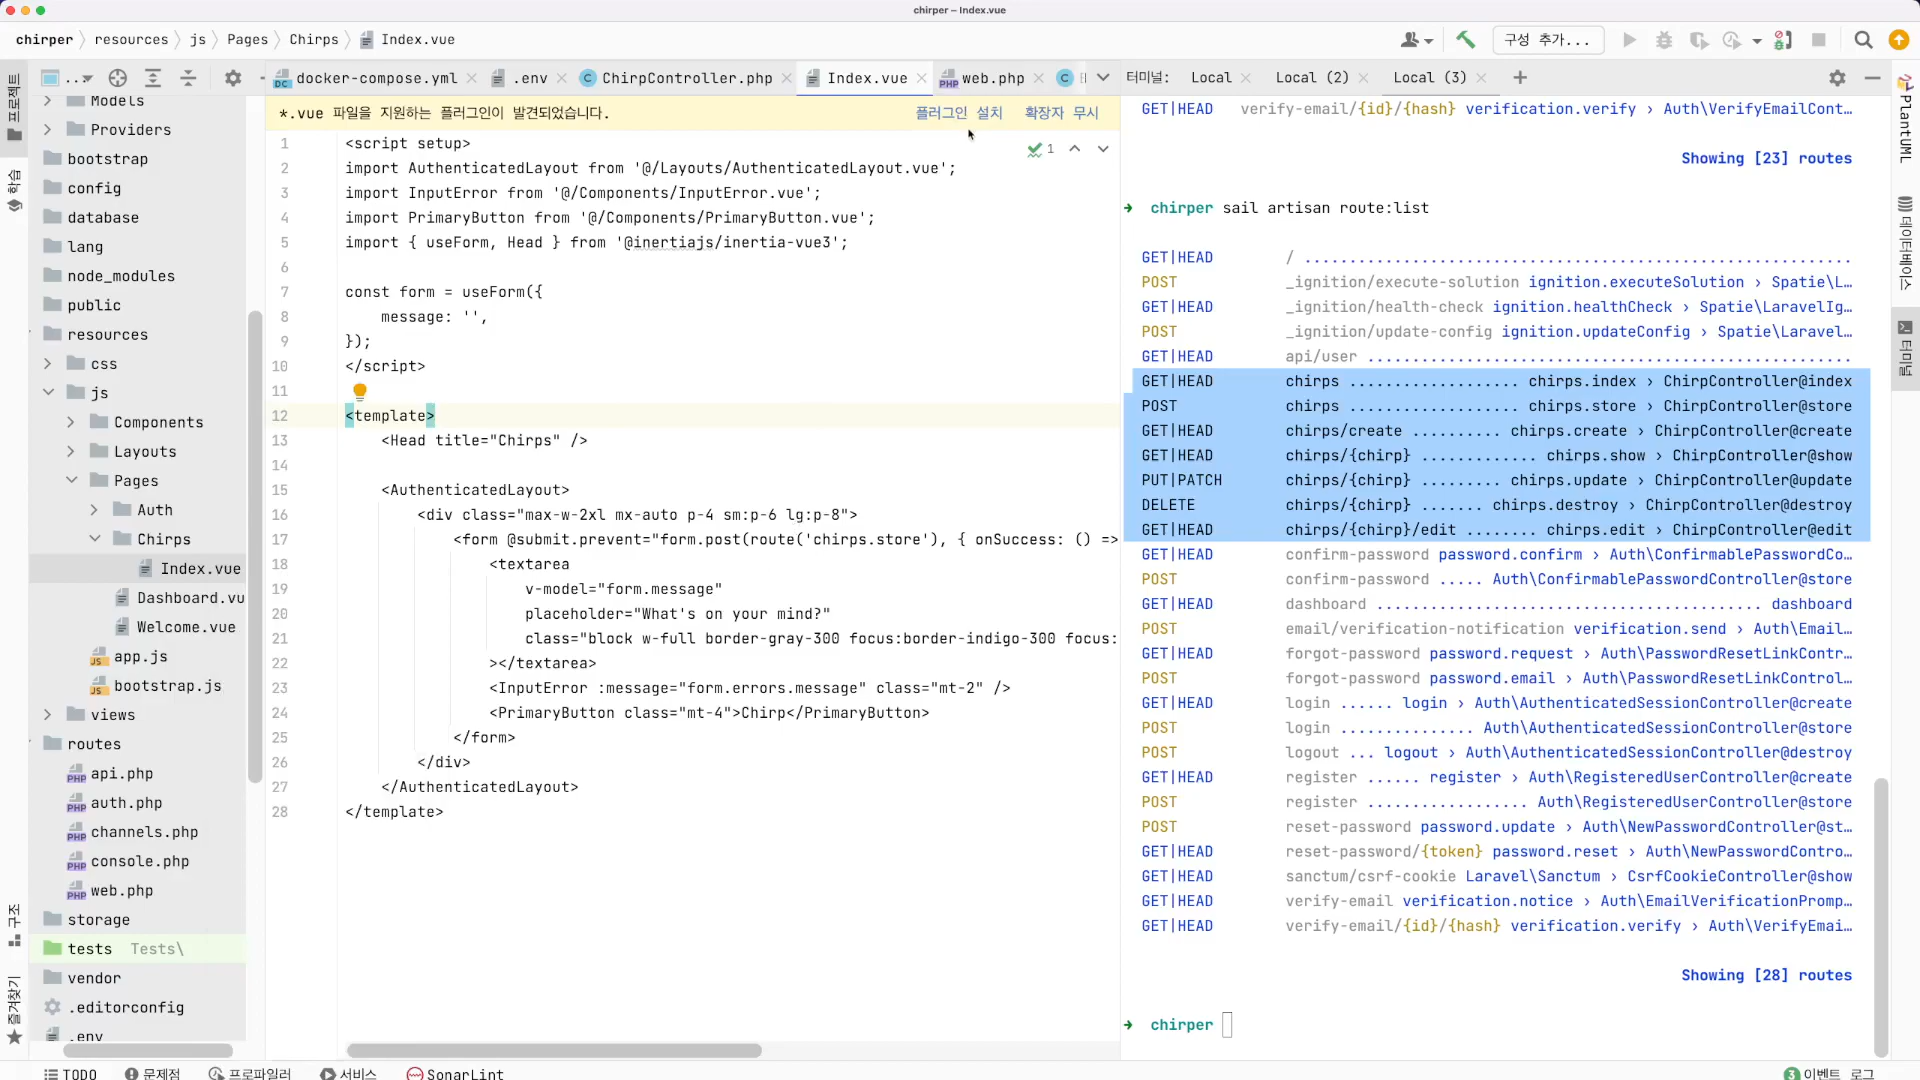 chirper – Index.vue
chirper resources js Pages Chirps Index.vue
구성 추가...
docker-compose.yml .env ChirpController.php Index.vue web.php
터미널: Local Local (2) Local (3)
*.vue 파일을 지원하는 플러그인이 발견되었습니다. 플러그인 설치 확장자 무시
프로젝트
학습
구조
즐겨찾기
Models
Providers
bootstrap
config
database
lang
node_modules
public
resources
css
js
Components
Layouts
Pages
Auth
Chirps
Index.vue
Dashboard.vu
Welcome.vue
app.js
bootstrap.js
views
routes
api.php
auth.php
channels.php
console.php
web.php
storage
tests Tests\
vendor
.editorconfig
.env
1 <script setup>
2 import AuthenticatedLayout from '@/Layouts/AuthenticatedLayout.vue';
3 import InputError from '@/Components/InputError.vue';
4 import PrimaryButton from '@/Components/PrimaryButton.vue';
5 import { useForm, Head } from '@inertiajs/inertia-vue3';
6
7 const form = useForm({
8 message: '',
9 });
10 </script>
11
12 <template>
13 <Head title="Chirps" />
14
15 <AuthenticatedLayout>
16 <div class="max-w-2xl mx-auto p-4 sm:p-6 lg:p-8">
17 <form @submit.prevent="form.post(route('chirps.store'), { onSuccess: () =>
18 <textarea
19 v-model="form.message"
20 placeholder="What's on your mind?"
21 class="block w-full border-gray-300 focus:border-indigo-300 focus:
22 ></textarea>
23 <InputError :message="form.errors.message" class="mt-2" />
24 <PrimaryButton class="mt-4">Chirp</PrimaryButton>
25 </form>
26 </div>
27 </AuthenticatedLayout>
28 </template>
1
GET|HEAD verify-email/{id}/{hash} verification.verify › Auth\VerifyEmailCont…
Showing [23] routes
➜ chirper sail artisan route:list
GET|HEAD / .............................................................
POST _ignition/execute-solution ignition.executeSolution › Spatie\L…
GET|HEAD _ignition/health-check ignition.healthCheck › Spatie\LaravelIg…
POST _ignition/update-config ignition.updateConfig › Spatie\Laravel…
GET|HEAD api/user ......................................................
GET|HEAD chirps ................... chirps.index › ChirpController@index
POST chirps ................... chirps.store › ChirpController@store
GET|HEAD chirps/create .......... chirps.create › ChirpController@create
GET|HEAD chirps/{chirp} ............. chirps.show › ChirpController@show
PUT|PATCH chirps/{chirp} ......... chirps.update › ChirpController@update
DELETE chirps/{chirp} ....... chirps.destroy › ChirpController@destroy
GET|HEAD chirps/{chirp}/edit ........ chirps.edit › ChirpController@edit
GET|HEAD confirm-password password.confirm › Auth\ConfirmablePasswordCo…
POST confirm-password ..... Auth\ConfirmablePasswordController@store
GET|HEAD dashboard ........................................... dashboard
POST email/verification-notification verification.send › Auth\Email…
GET|HEAD forgot-password password.request › Auth\PasswordResetLinkContr…
POST forgot-password password.email › Auth\PasswordResetLinkControl…
GET|HEAD login ...... login › Auth\AuthenticatedSessionController@create
POST login ............... Auth\AuthenticatedSessionController@store
POST logout ... logout › Auth\AuthenticatedSessionController@destroy
GET|HEAD register ...... register › Auth\RegisteredUserController@create
POST register .................. Auth\RegisteredUserController@store
POST reset-password password.update › Auth\NewPasswordController@st…
GET|HEAD reset-password/{token} password.reset › Auth\NewPasswordContro…
GET|HEAD sanctum/csrf-cookie Laravel\Sanctum › CsrfCookieController@show
GET|HEAD verify-email verification.notice › Auth\EmailVerificationPromp…
GET|HEAD verify-email/{id}/{hash} verification.verify › Auth\VerifyEmai…
Showing [28] routes
➜ chirper
PlantUML
데이터베이스
터미널
TODO 문제점 프로파일러 서비스 SonarLint
3 이벤트 로그